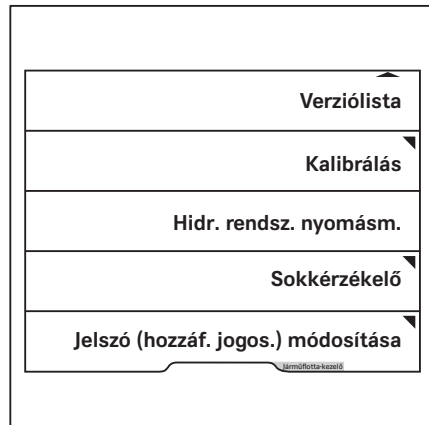 Verziólista
Kalibrálás
Hidr. rendsz. nyomásm.
Sokkérzékelő
Jelszó (hozzáf. jogos.) módosítása
Járműflotta-kezelő